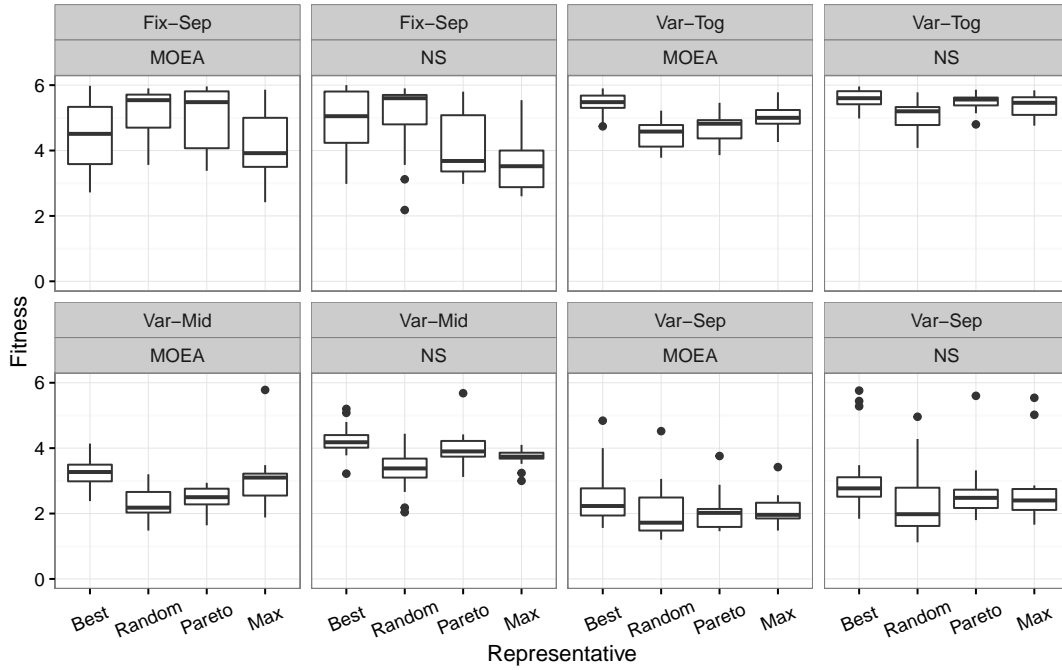 Fix−Sep Fix−Sep Var−Tog Var−Tog
MOEA NS MOEA NS
6
4
2
0
Fitness
Var−Mid Var−Mid Var−Sep Var−Sep
MOEA NS MOEA NS
6
4
2
0
Best Random Pareto Max Best Random Pareto Max Best Random Pareto Max Best Random Pareto Max
Representative